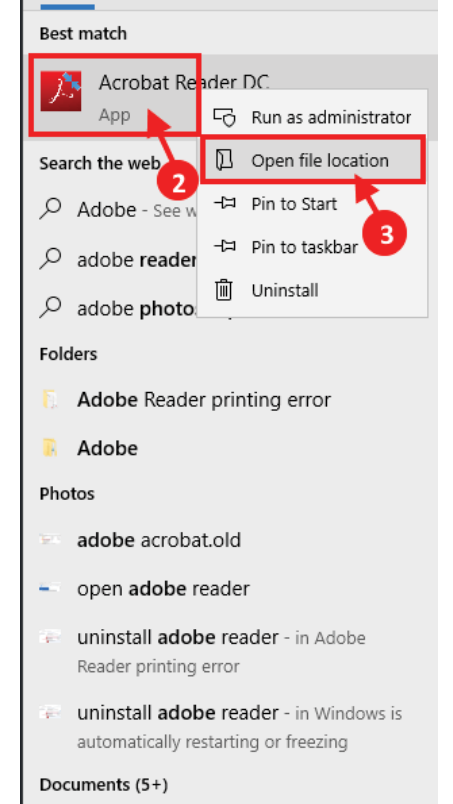 Best match
Acrobat Reader DC
App
Run as administrator
2
Open file location
Search the web
Pin to Start
Adobe - See w
3
Pin to taskbar
adobe reader
Uninstall
adobe photo
Folders
Adobe Reader printing error
Adobe
Photos
adobe acrobat.old
open adobe reader
uninstall adobe reader - in Adobe
Reader printing error
uninstall adobe reader - in Windows is
automatically restarting or freezing
Documents (5+)